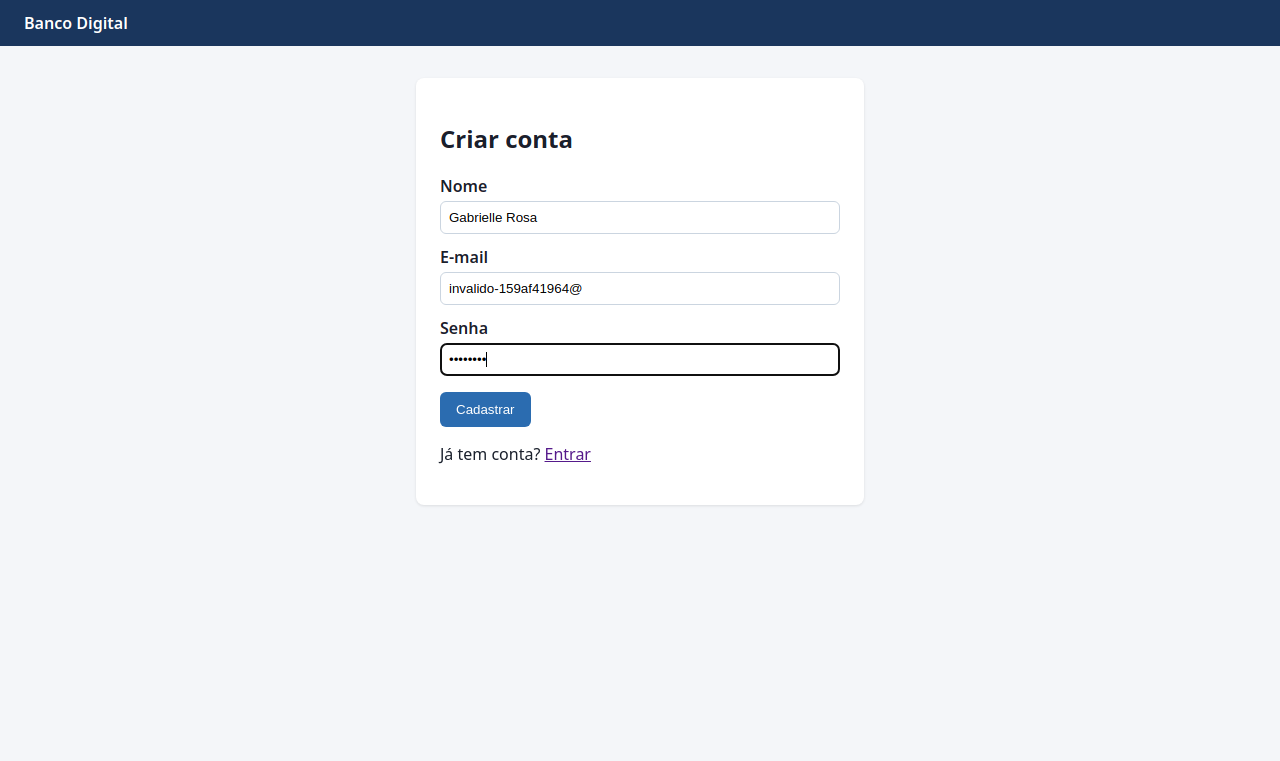 Banco Digital
Criar conta
Nome
Gabrielle Rosa
E-mail
invalido-159af41964@
Senha
••••••••
Cadastrar
Já tem conta? Entrar